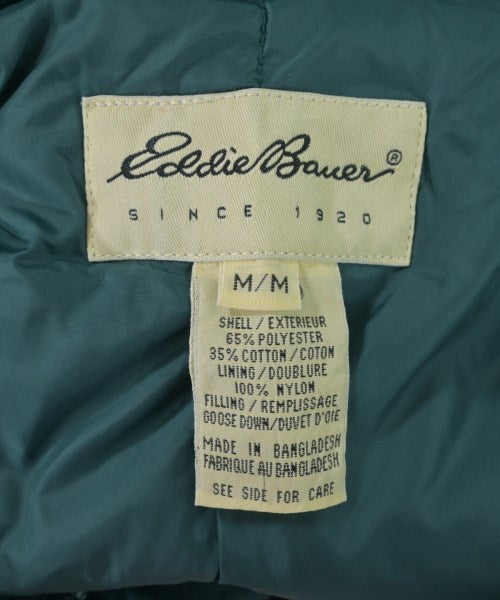 Eddie Bauer®
SINCE 1920
M/M
SHELL / EXTERIEUR
65% POLYESTER
35% COTTON / COTON
LINING / DOUBLURE
100% NYLON
FILLING / REMPLISSAGE
GOOSE DOWN / DUVET D'OIE
MADE IN BANGLADESH
FABRIQUE AU BANGLADESH
SEE SIDE FOR CARE